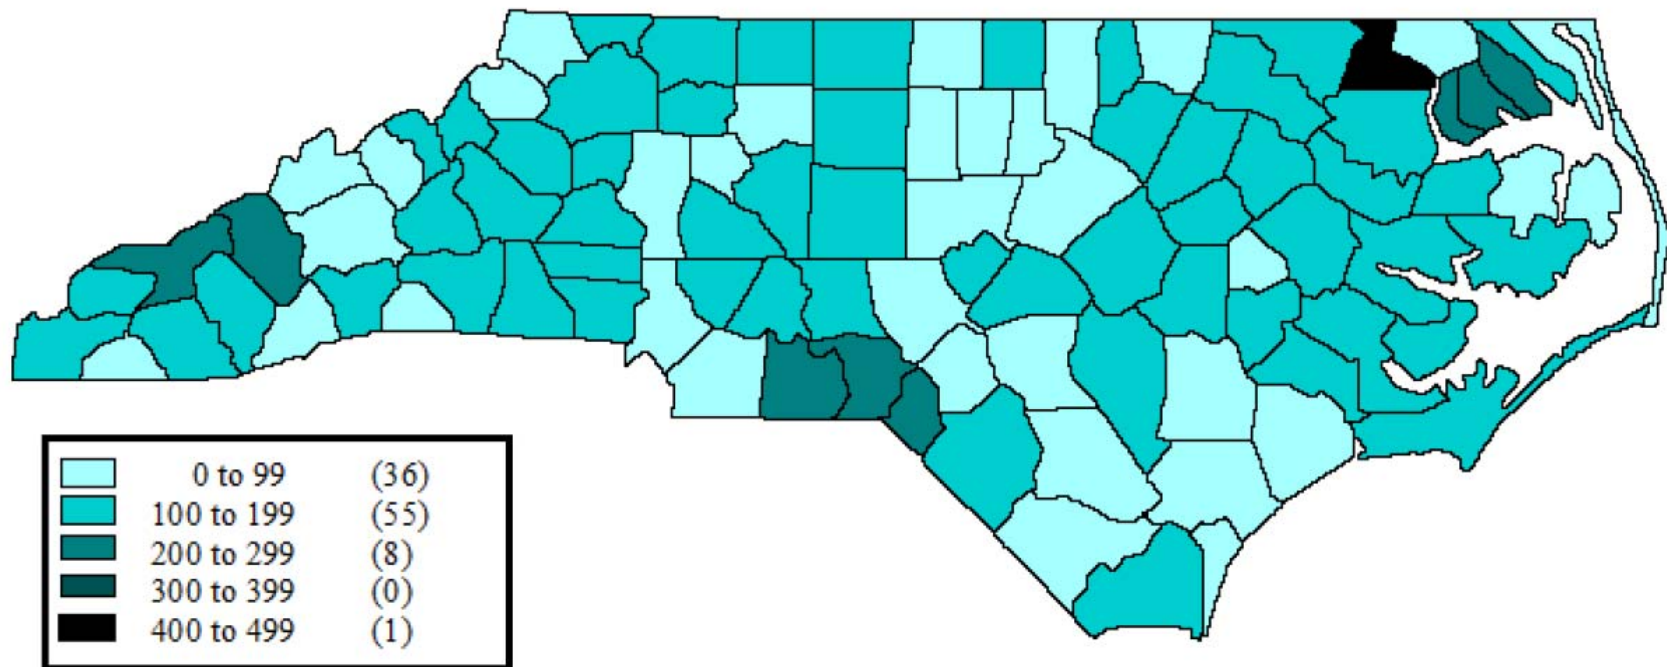 0 to 99 (36)
100 to 199 (55)
200 to 299 (8)
300 to 399 (0)
400 to 499 (1)